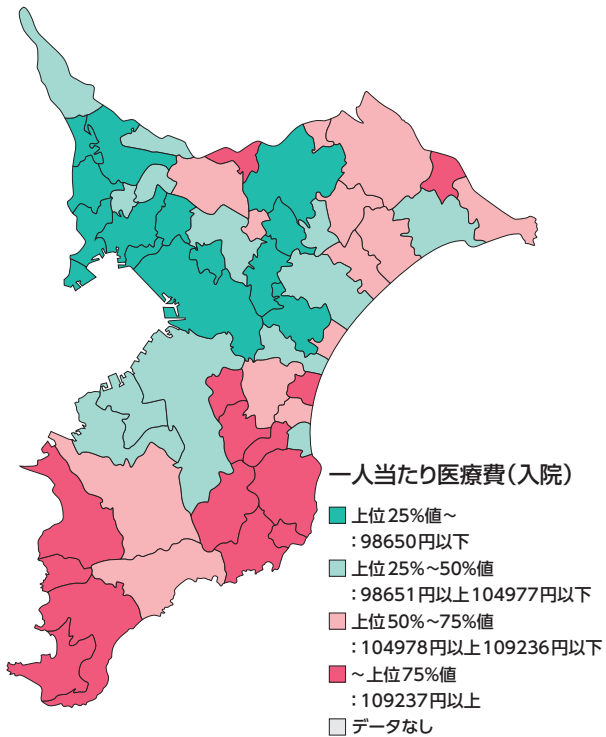 一人当たり医療費(入院)
上位25%値~
:98650円以下
上位25%~50%値
:98651円以上104977円以下
上位50%~75%値
:104978円以上109236円以下
~上位75%値
:109237円以上
データなし